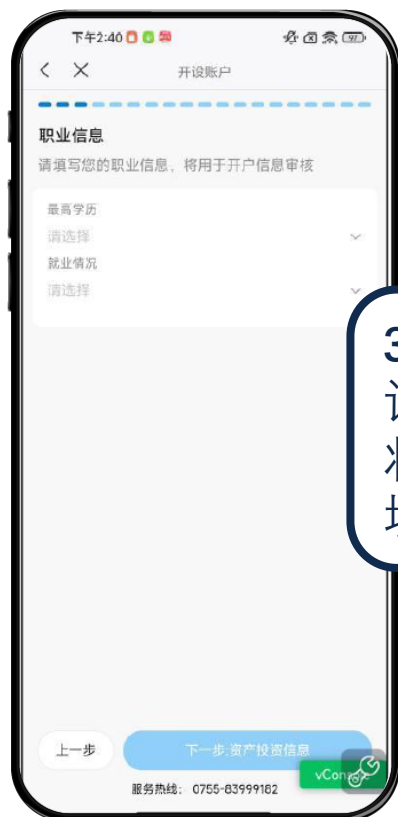 下午2:40
97
开设账户
职业信息
请填写您的职业信息，将用于开户信息审核
最高学历
请选择
就业情况
请选择
3
上一步
下一步:资产投资信息
服务热线： 0755-83999182